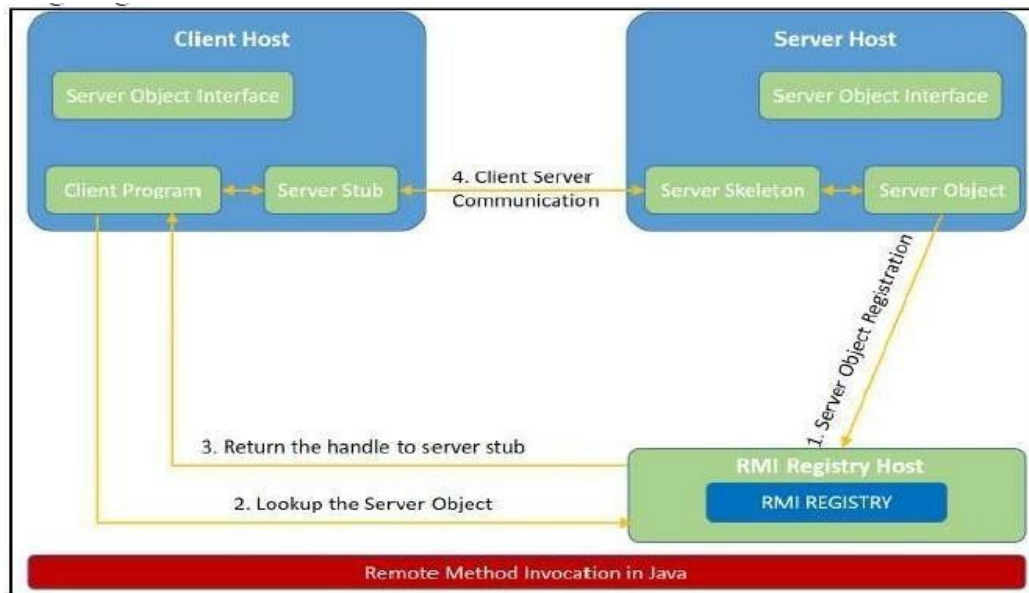 Client Host
Server Host
Server Object Interface
Server Object Interface
Client Program
Server Stub
4. Client Server
Communication
Server Skeleton
Server Object
1. Server Object Registration
3. Return the handle to server stub
2. Lookup the Server Object
RMI Registry Host
RMI REGISTRY
Remote Method Invocation in Java